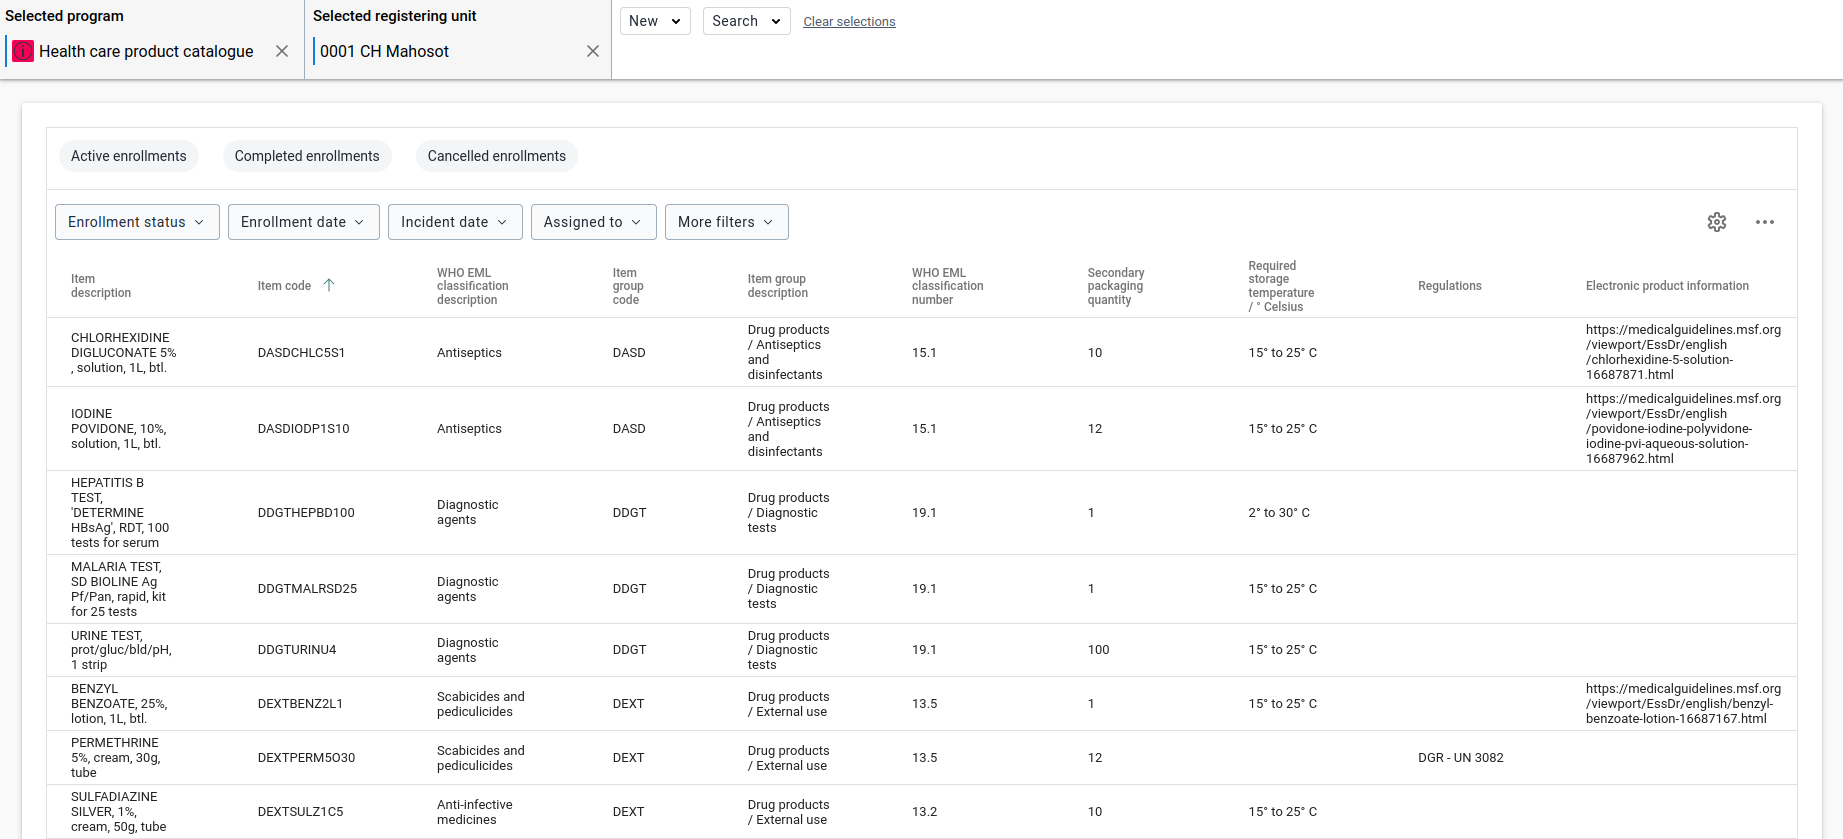 Selected program
Health care product catalogue
Selected registering unit
0001 CH Mahosot
New
Search
Clear selections
Active enrollments
Completed enrollments
Cancelled enrollments
Enrollment status
Enrollment date
Incident date
Assigned to
More filters
Item
description
Item code
WHO EML
classification
description
Item
group
code
Item group
description
WHO EML
classification
number
Secondary
packaging
quantity
Required
storage
temperature
/ ° Celsius
Regulations
Electronic product information
CHLORHEXIDINE
DIGLUCONATE 5%
, solution, 1L, btl.
DASDCHLC5S1
Antiseptics
DASD
Drug products
/ Antiseptics
and
disinfectants
15.1
10
15° to 25° C
https://medicalguidelines.msf.org
/viewport/EssDr/english
/chlorhexidine-5-solution-
16687871.html
IODINE
POVIDONE, 10%,
solution, 1L, btl.
DASDIODP1S10
Antiseptics
DASD
Drug products
/ Antiseptics
and
disinfectants
15.1
12
15° to 25° C
https://medicalguidelines.msf.org
/viewport/EssDr/english
/povidone-iodine-polyvidone-
iodine-pvi-aqueous-solution-
16687962.html
HEPATITIS B
TEST,
'DETERMINE
HBsAg', RDT, 100
tests for serum
DDGTHEPBD100
Diagnostic
agents
DDGT
Drug products
/ Diagnostic
tests
19.1
1
2° to 30° C
MALARIA TEST,
SD BIOLINE Ag
Pf/Pan, rapid, kit
for 25 tests
DDGTMALRSD25
Diagnostic
agents
DDGT
Drug products
/ Diagnostic
tests
19.1
1
15° to 25° C
URINE TEST,
prot/gluc/bld/pH,
1 strip
DDGTURINU4
Diagnostic
agents
DDGT
Drug products
/ Diagnostic
tests
19.1
100
15° to 25° C
BENZYL
BENZOATE, 25%,
lotion, 1L, btl.
DEXTBENZ2L1
Scabicides and
pediculicides
DEXT
Drug products
/ External use
13.5
1
15° to 25° C
https://medicalguidelines.msf.org
/viewport/EssDr/english/benzyl-
benzoate-lotion-16687167.html
PERMETHRINE
5%, cream, 30g,
tube
DEXTPERM5O30
Scabicides and
pediculicides
DEXT
Drug products
/ External use
13.5
12
DGR - UN 3082
SULFADIAZINE
SILVER, 1%,
cream, 50g, tube
DEXTSULZ1C5
Anti-infective
medicines
DEXT
Drug products
/ External use
13.2
10
15° to 25° C